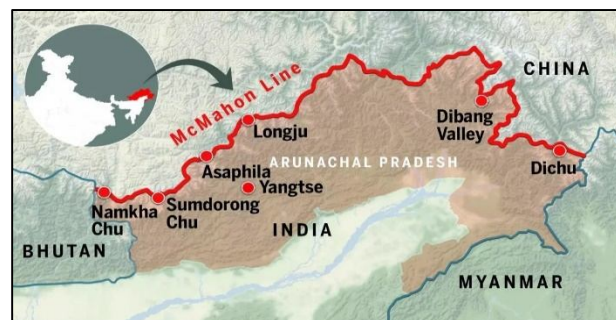 McMahon Line
CHINA
Longju
Dibang
Valley
Asaphila
ARUNACHAL PRADESH
Yangtse
Dichu
Namkha
Chu
Sumdorong
Chu
INDIA
BHUTAN
MYANMAR